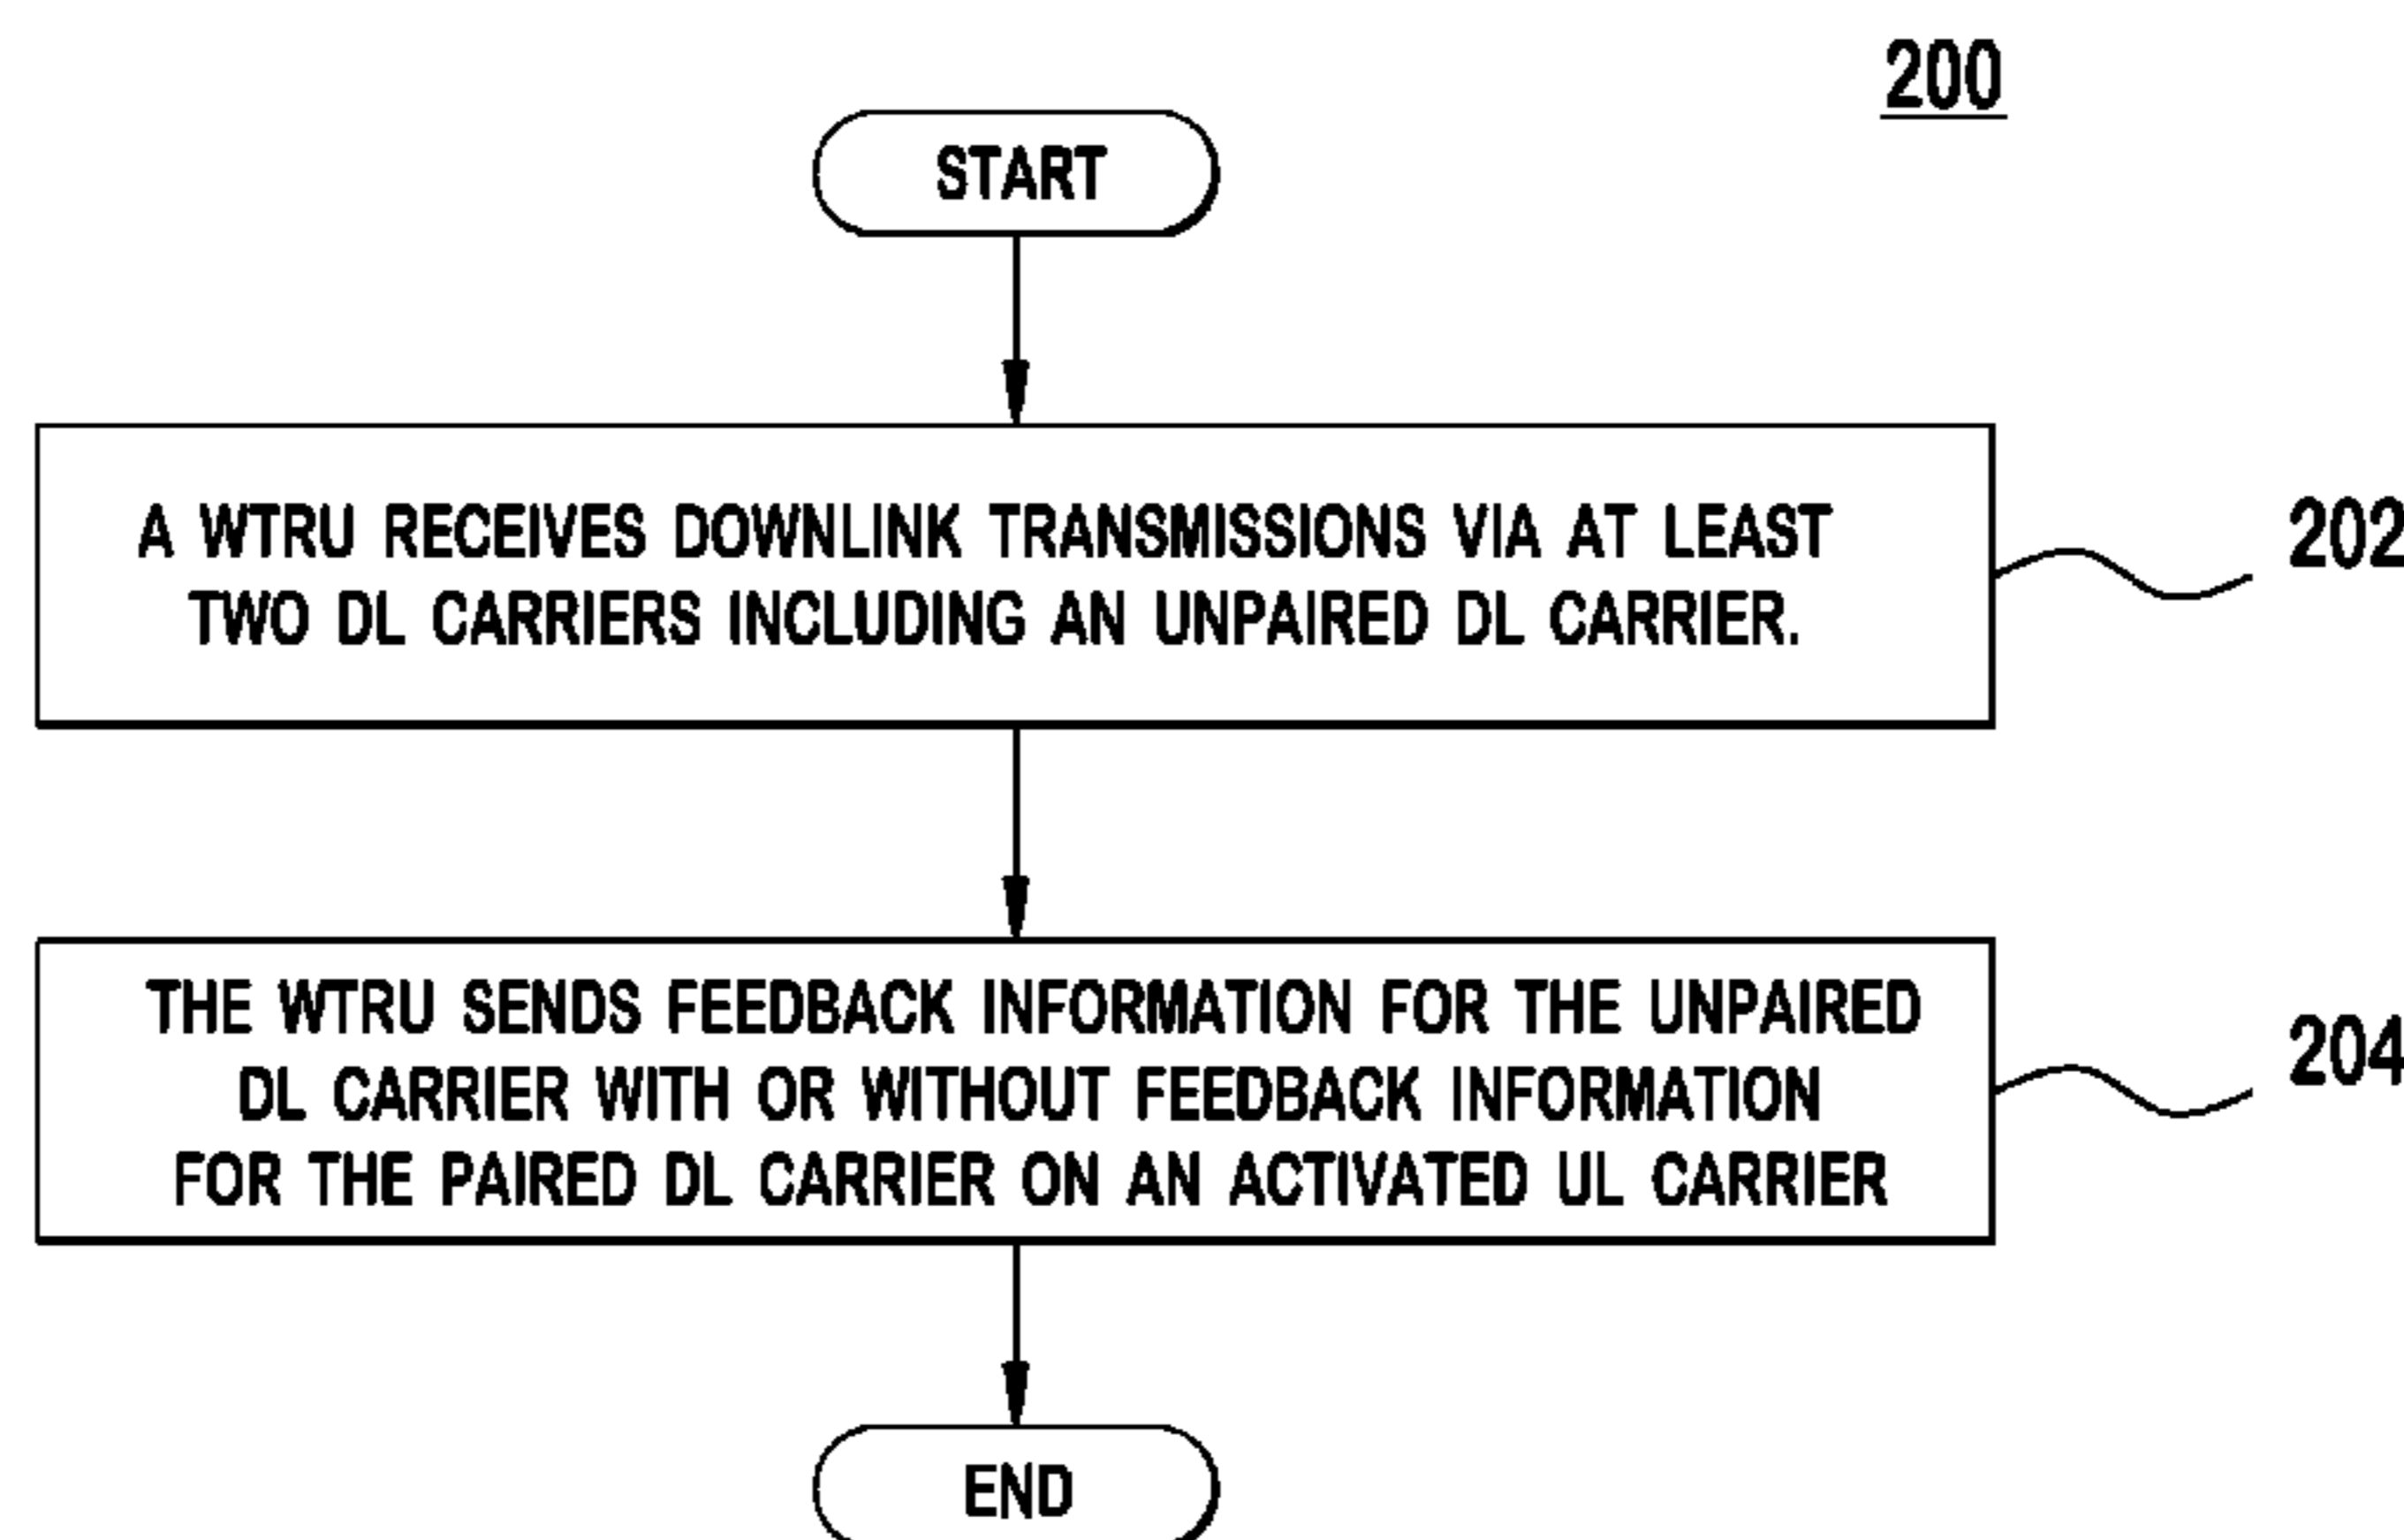 200
START
A WTRU RECEIVES DOWNLINK TRANSMISSIONS VIA AT LEAST
TWO DL CARRIERS INCLUDING AN UNPAIRED DL CARRIER.
202
THE WTRU SENDS FEEDBACK INFORMATION FOR THE UNPAIRED
DL CARRIER WITH OR WITHOUT FEEDBACK INFORMATION
FOR THE PAIRED DL CARRIER ON AN ACTIVATED UL CARRIER
204
END